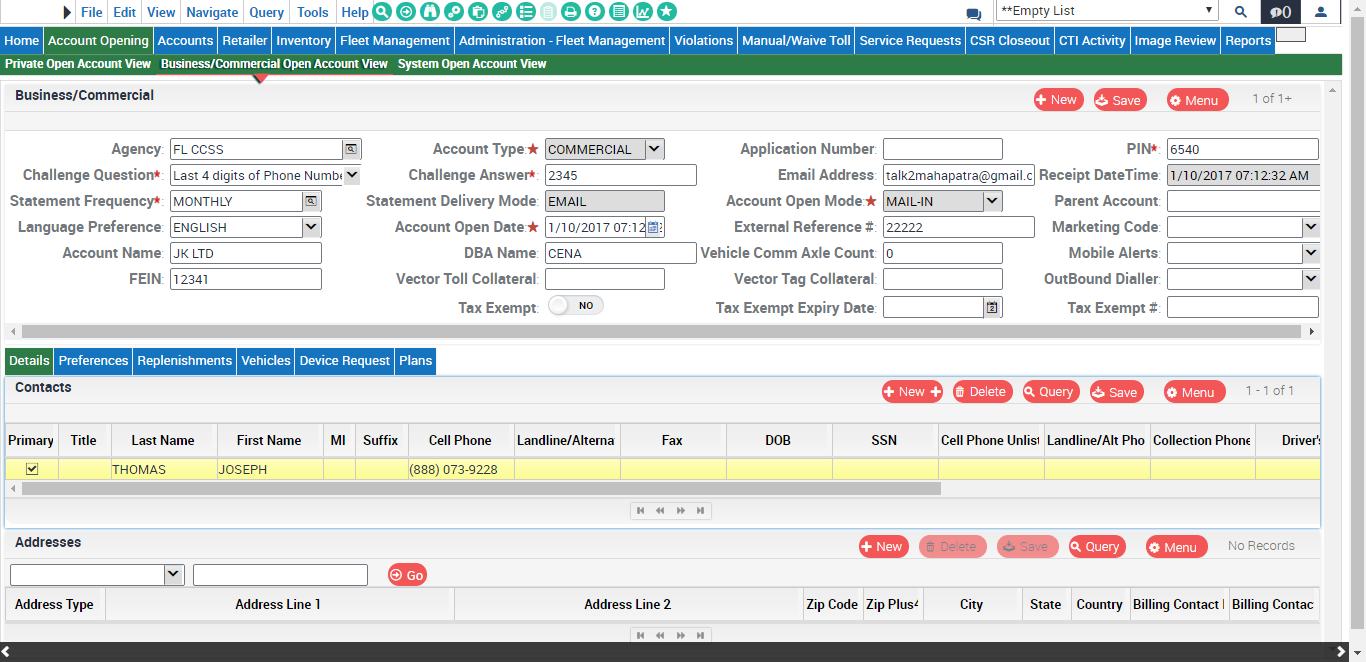 File Edit View Navigate Query Tools Help **Empty List 0
Home Account Opening Accounts Retailer Inventory Fleet Management Administration - Fleet Management Violations Manual/Waive Toll Service Requests CSR Closeout CTI Activity Image Review Reports
Private Open Account View Business/Commercial Open Account View System Open Account View
Business/Commercial New Save Menu 1 of 1+
Agency: FL CCSS Account Type:★ COMMERCIAL Application Number: PIN*: 6540
Challenge Question*: Last 4 digits of Phone Numbe Challenge Answer*: 2345 Email Address: talk2mahapatra@gmail.c Receipt DateTime: 1/10/2017 07:12:32 AM
Statement Frequency*: MONTHLY Statement Delivery Mode: EMAIL Account Open Mode:★ MAIL-IN Parent Account:
Language Preference: ENGLISH Account Open Date:★ 1/10/2017 07:12 External Reference #: 22222 Marketing Code:
Account Name: JK LTD DBA Name: CENA Vehicle Comm Axle Count: 0 Mobile Alerts:
FEIN: 12341 Vector Toll Collateral: Vector Tag Collateral: OutBound Dialler:
Tax Exempt: NO Tax Exempt Expiry Date: Tax Exempt #:
Details Preferences Replenishments Vehicles Device Request Plans
Contacts New Delete Query Save Menu 1 - 1 of 1
Primary Title Last Name First Name MI Suffix Cell Phone Landline/Alterna Fax DOB SSN Cell Phone Unlist Landline/Alt Pho Collection Phone Driver's
THOMAS JOSEPH (888) 073-9228
Addresses New Delete Save Query Menu No Records
Go
Address Type Address Line 1 Address Line 2 Zip Code Zip Plus4 City State Country Billing Contact Billing Contac